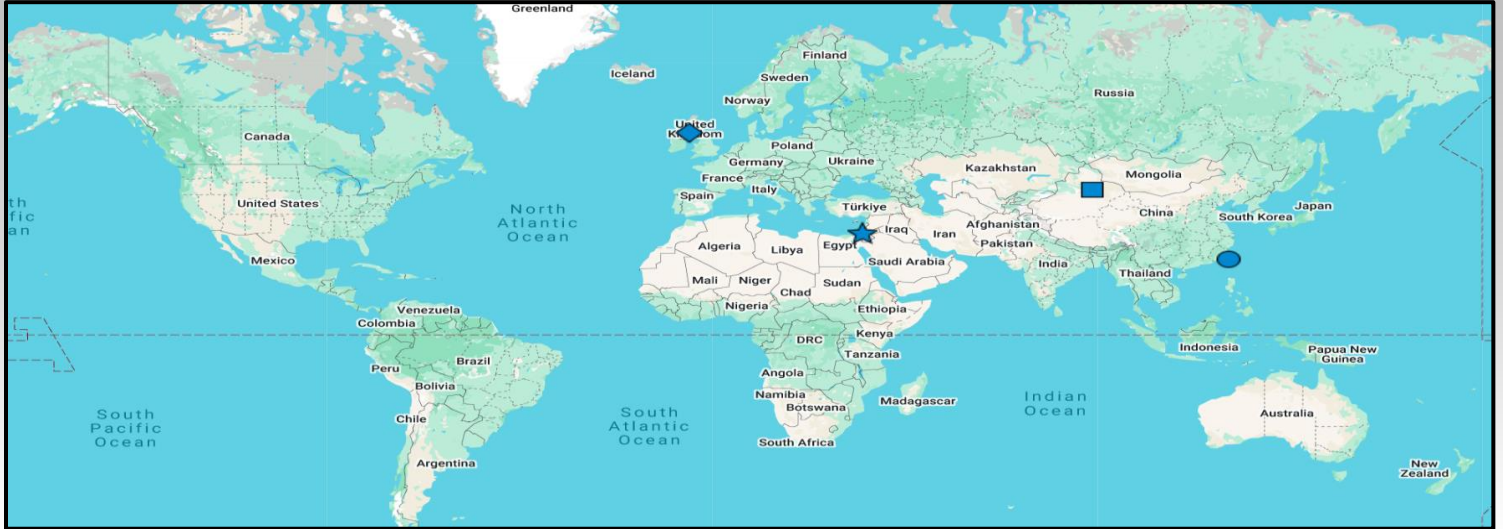 Greenland
Iceland
Finland
Sweden
Norway
Russia
United
Kingdom
Canada
Poland
Ukraine
Germany
Kazakhstan
Mongolia
France
Italy
Spain
th
fic
an
United States
North
Atlantic
Ocean
Türkiye
China
Japan
South Korea
Afghanistan
Iraq
Iran
Pakistan
Algeria
Libya
Egypt
Saudi Arabia
India
Mexico
Thailand
Mali
Niger
Chad
Sudan
Nigeria
Ethiopia
Venezuela
Colombia
Kenya
DRC
Indonesia
Papua New
Guinea
Tanzania
Brazil
Peru
Angola
Bolivia
Namibia
Botswana
Madagascar
Indian
Ocean
South
Pacific
Ocean
Chile
South
Atlantic
Ocean
Australia
South Africa
Argentina
New
Zealand